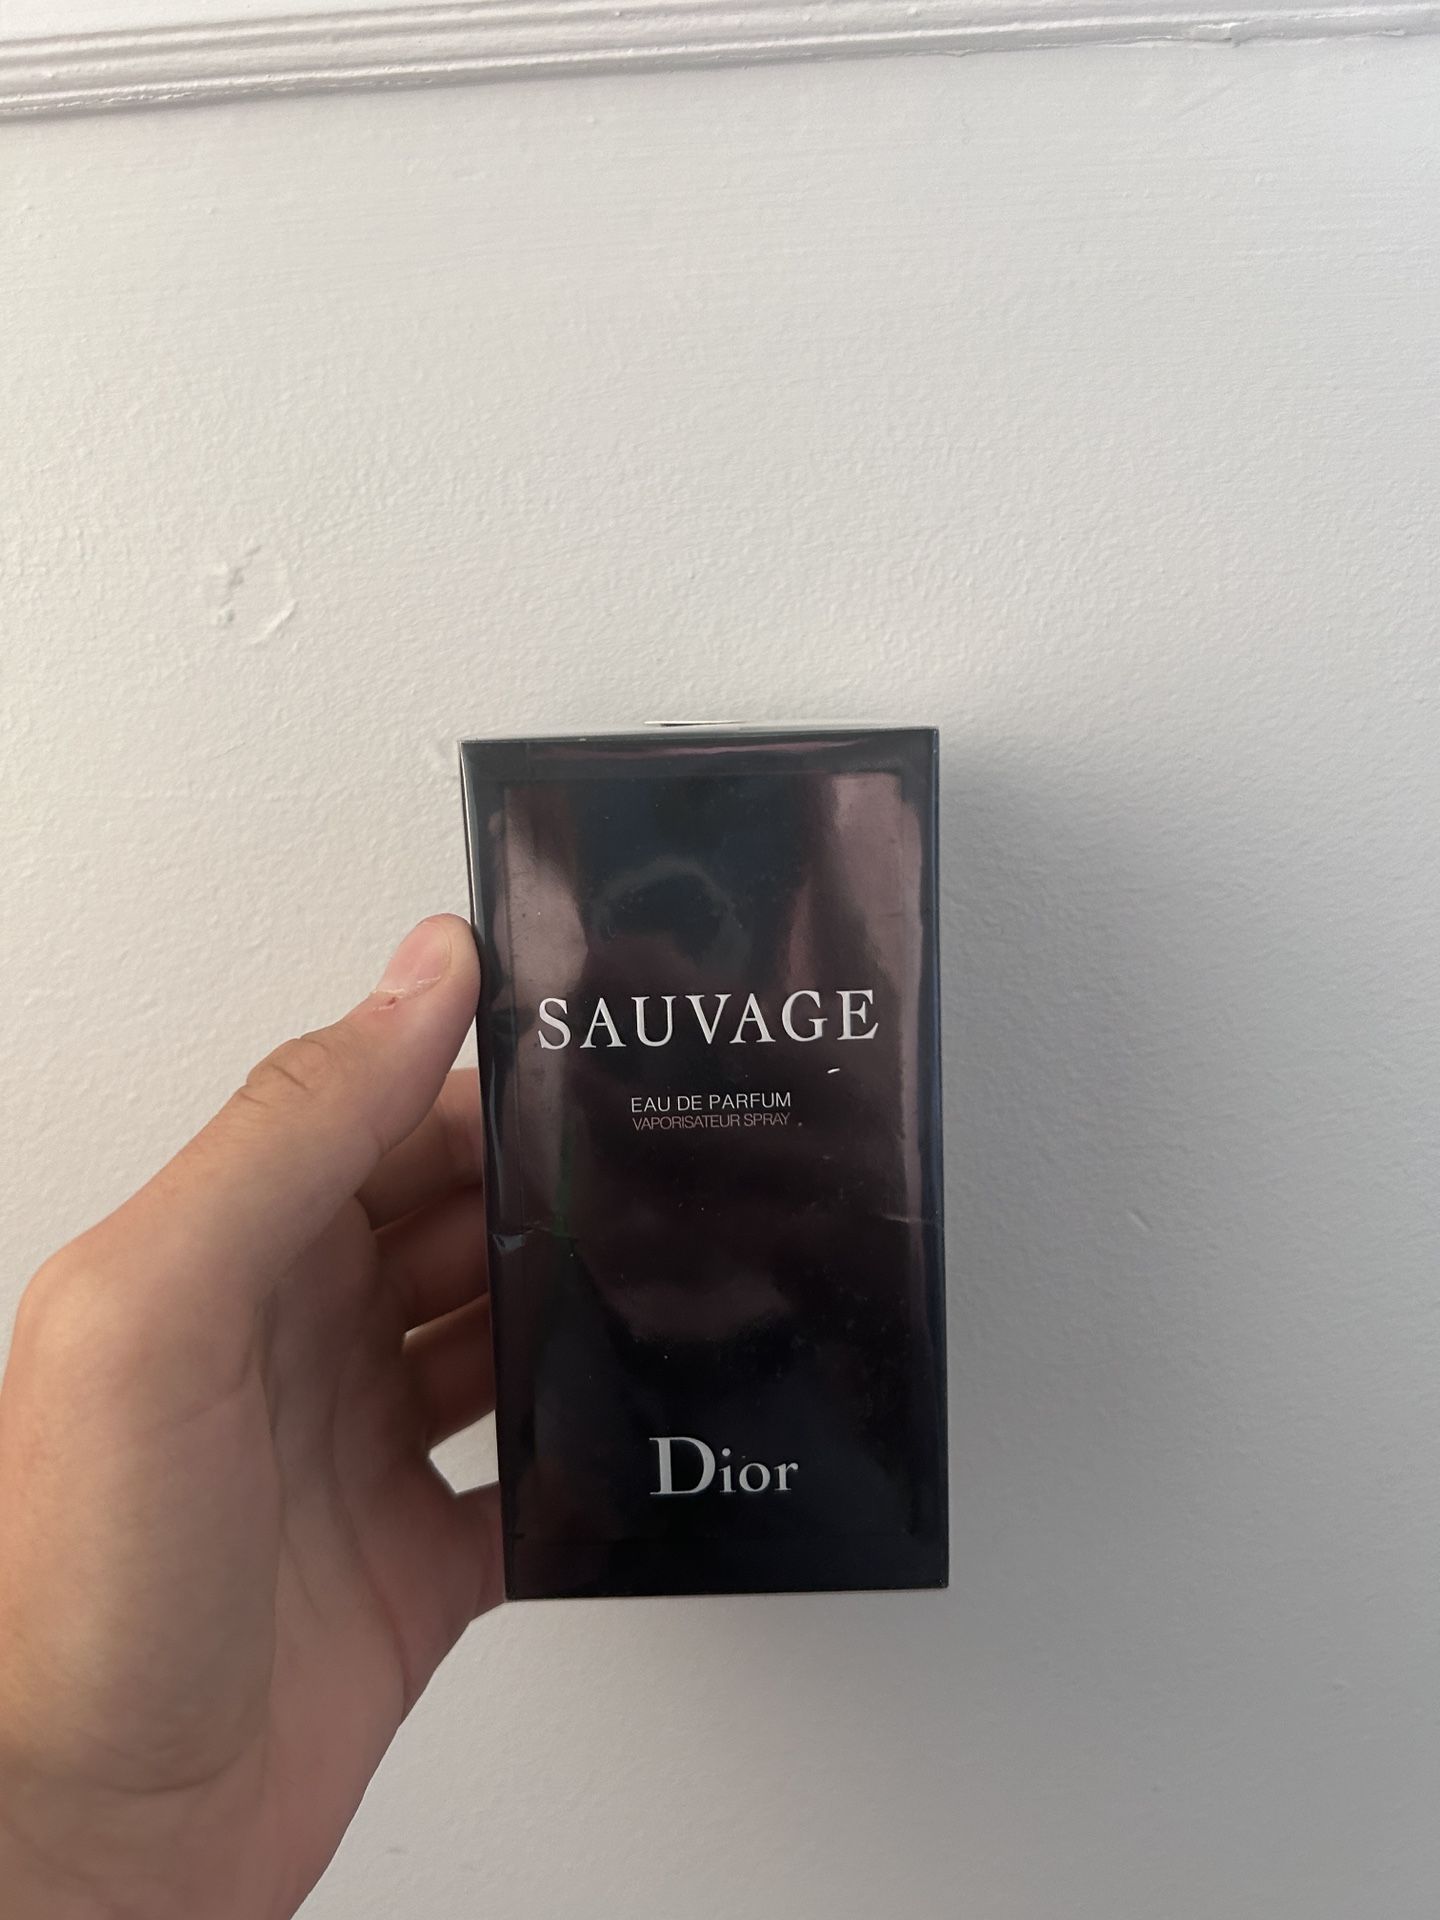 SAUVAGE
EAU DE PARFUM
VAPORISATEUR SPRAY
Dior